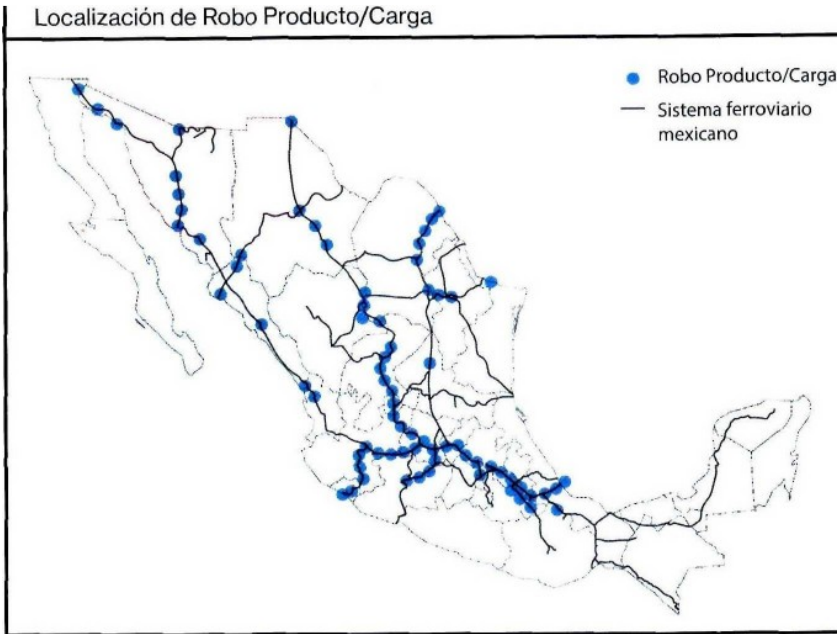 Localización de Robo Producto/Carga
Robo Producto/Carga
Sistema ferroviario
mexicano